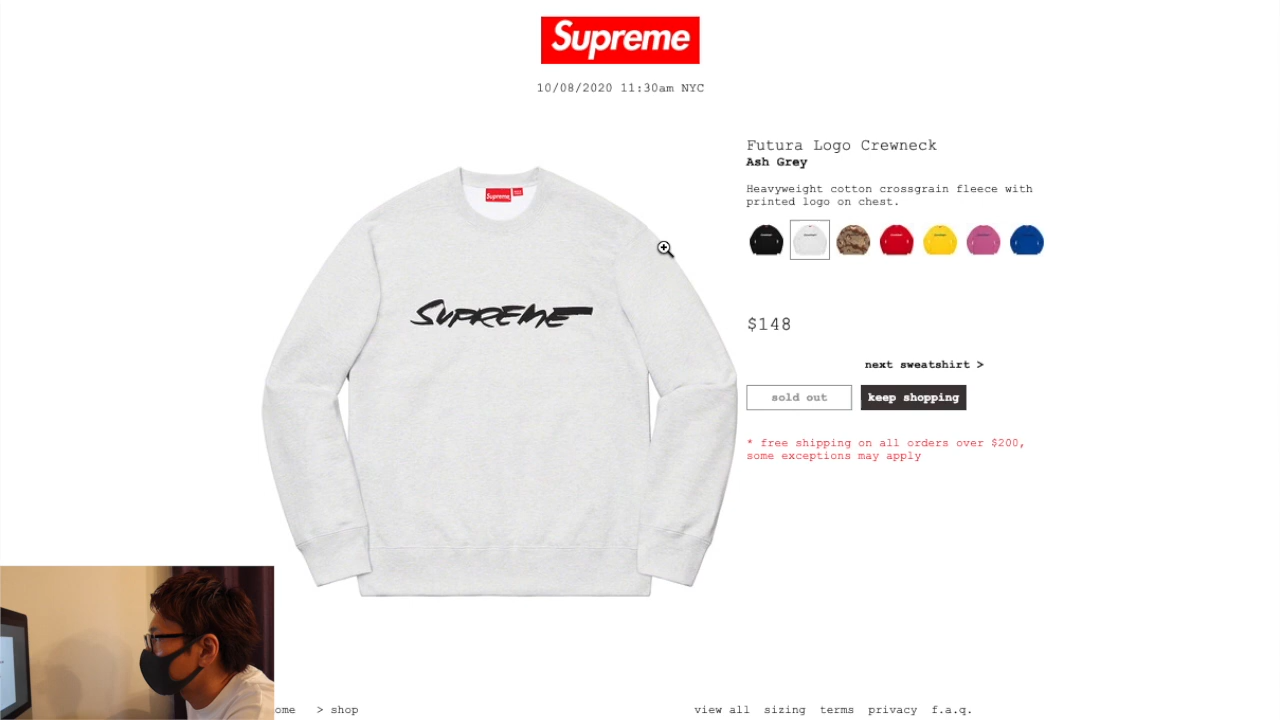 Supreme
10/08/2020 11:30am NYC
Futura Logo Crewneck
Ash Grey
Heavyweight cotton crossgrain fleece with
printed logo on chest.
Supreme
SUPREME
$148
next sweatshirt >
sold out
keep shopping
* free shipping on all orders over $200,
some exceptions may apply
ome > shop
view all sizing terms privacy f.a.q.